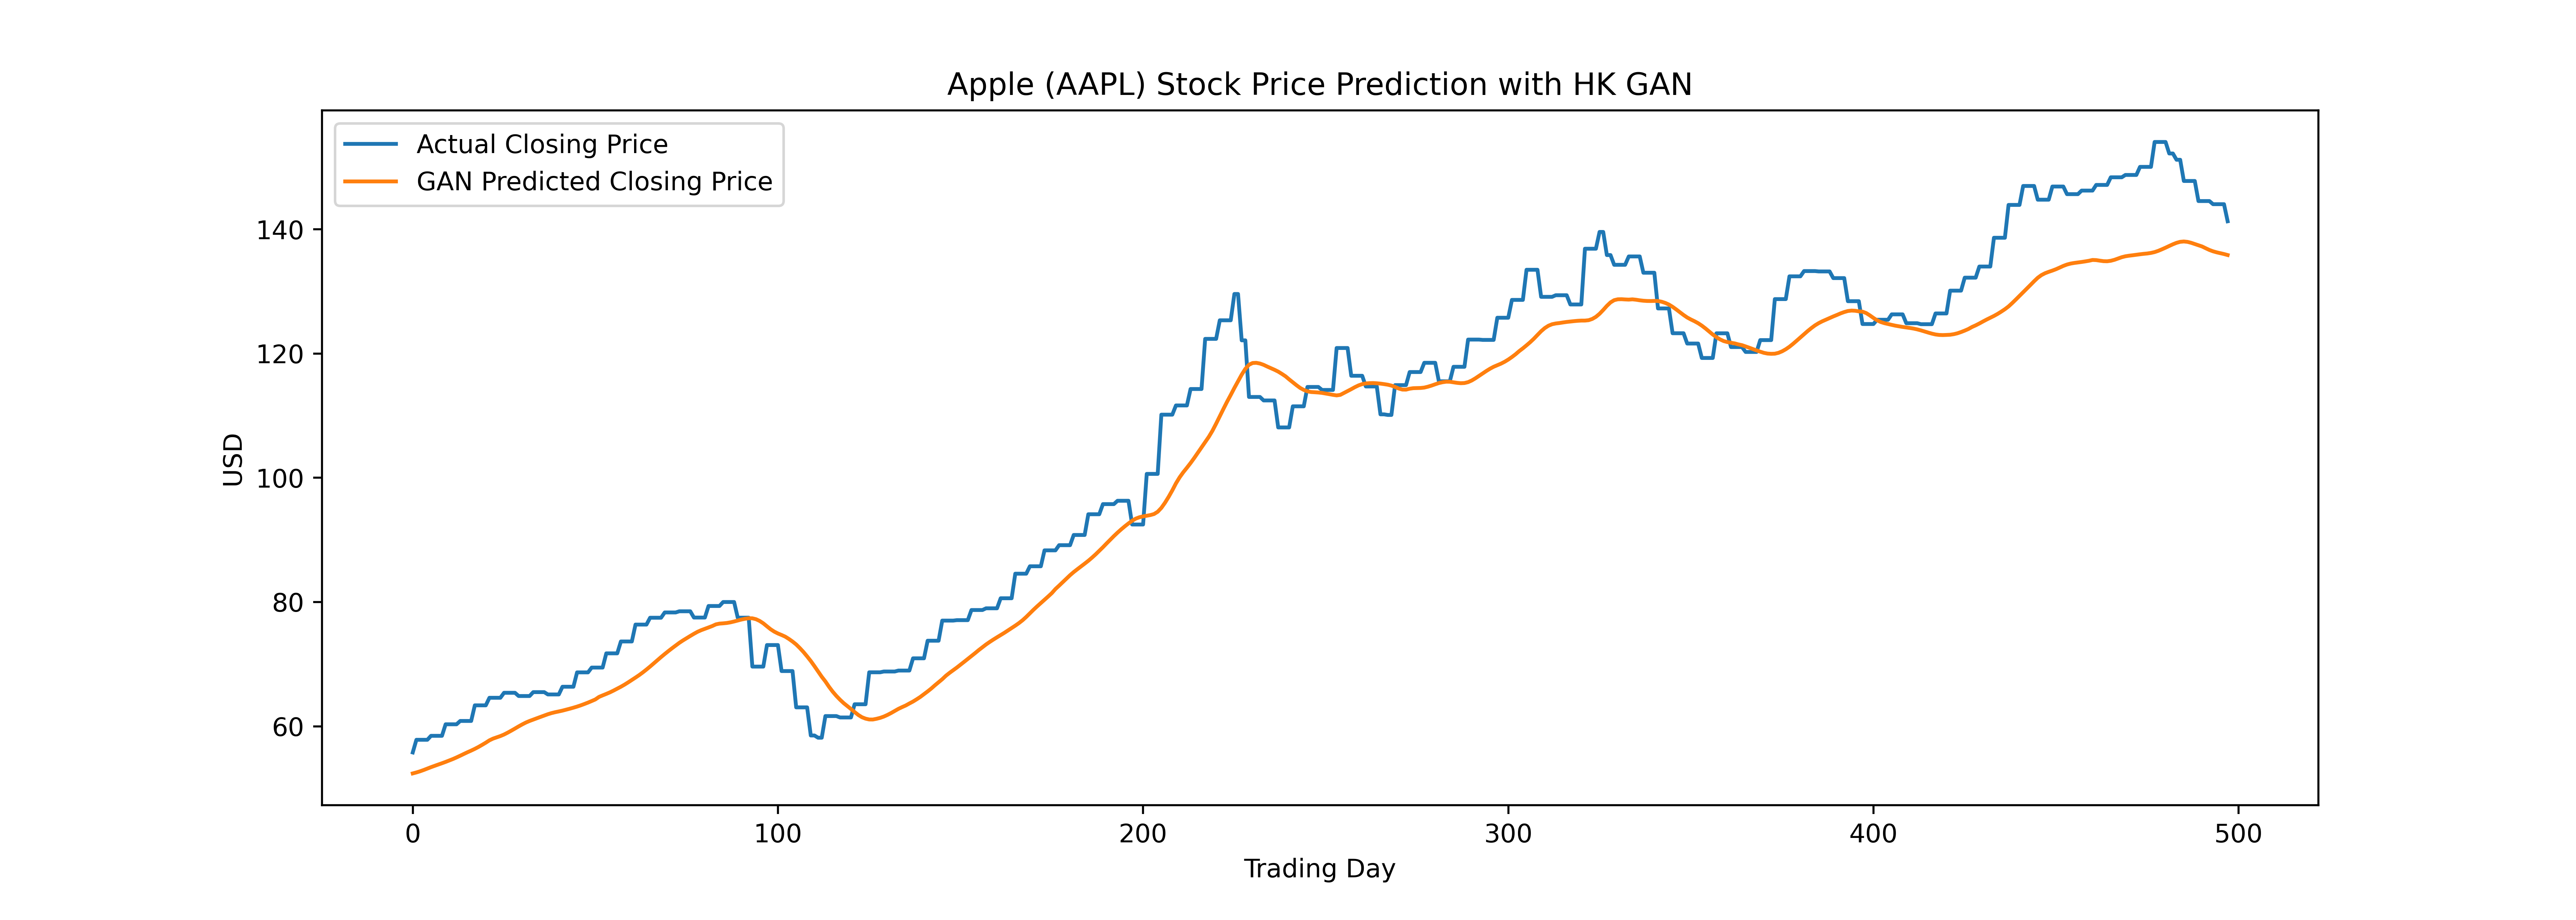 Apple (AAPL) Stock Price Prediction with HK GAN
Actual Closing Price
GAN Predicted Closing Price
140
120
100
80
60
USD
0 100 200 300 400 500
Trading Day